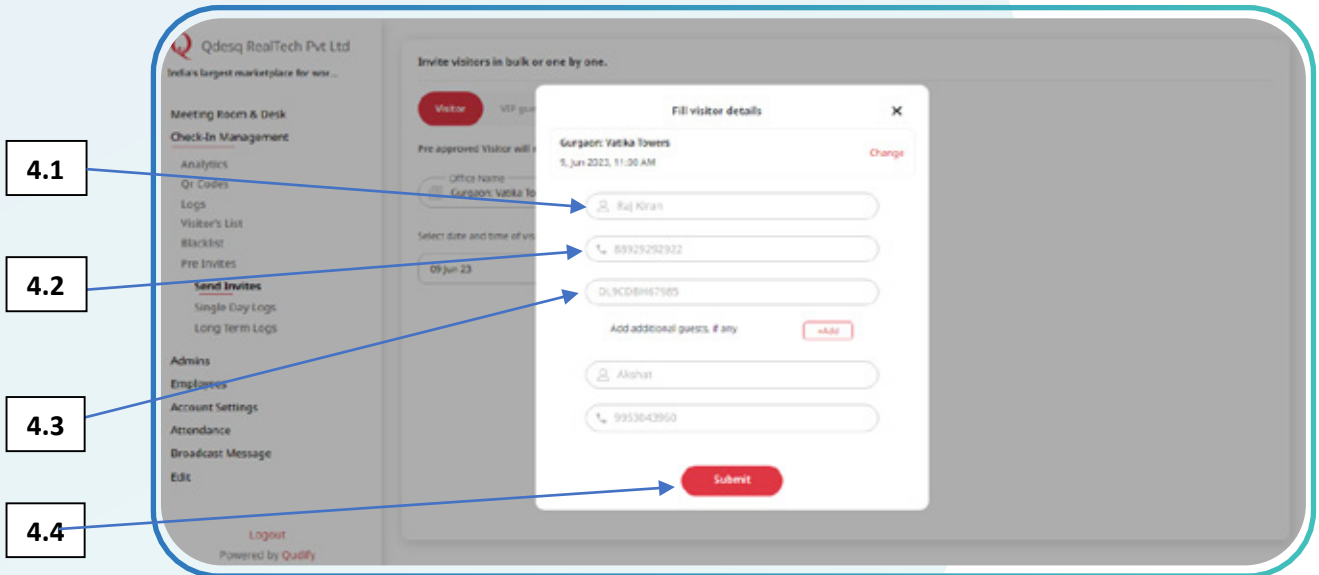 Qdesq RealTech Pvt Ltd
India's largest marketplace for wor...
Meeting Room & Desk
Check-In Management
Analytics
Qr Codes
Logs
Visitor's List
Blacklist
Pre Invites
Send Invites
Single Day Logs
Long Term Logs
Admins
Employees
Account Settings
Attendance
Broadcast Message
Edit
Logout
Powered by Qudify
Invite visitors in bulk or one by one.
Visitor
VIP gue
Pre approved Visitor will
Office Name
Gurgaon: Vatika To
Select date and time of vis
09 Jun 23
Fill visitor details
Gurgaon: Vatika Towers
9, Jun 2023, 11:00 AM
Change
Raj Kiran
88929292922
DL9CDBH67985
Add additional guests, if any
+Add
Akshat
9953043960
Submit
4.1
4.2
4.3
4.4